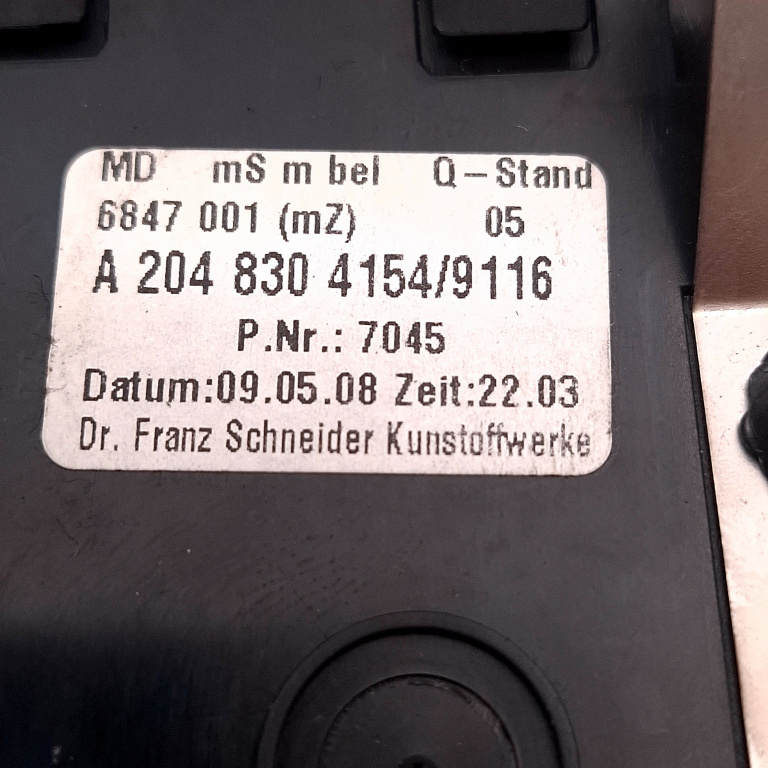 MD mS m bel Q-Stand
6847 001 (mZ) 05
A 204 830 4154/9116
P.Nr.: 7045
Datum:09.05.08 Zeit:22.03
Dr. Franz Schneider Kunstoffwerke